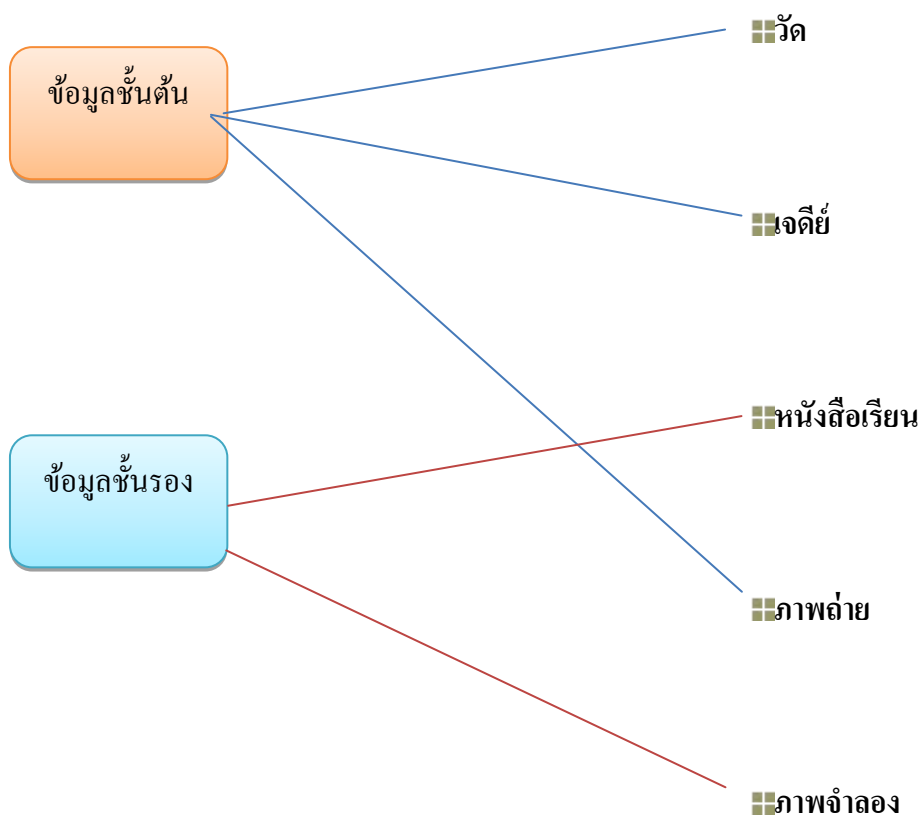 วัด
ข้อมูลชั้นต้น
เจดีย์
หนังสือเรียน
ข้อมูลชั้นรอง
ภาพถ่าย
ภาพจำลอง